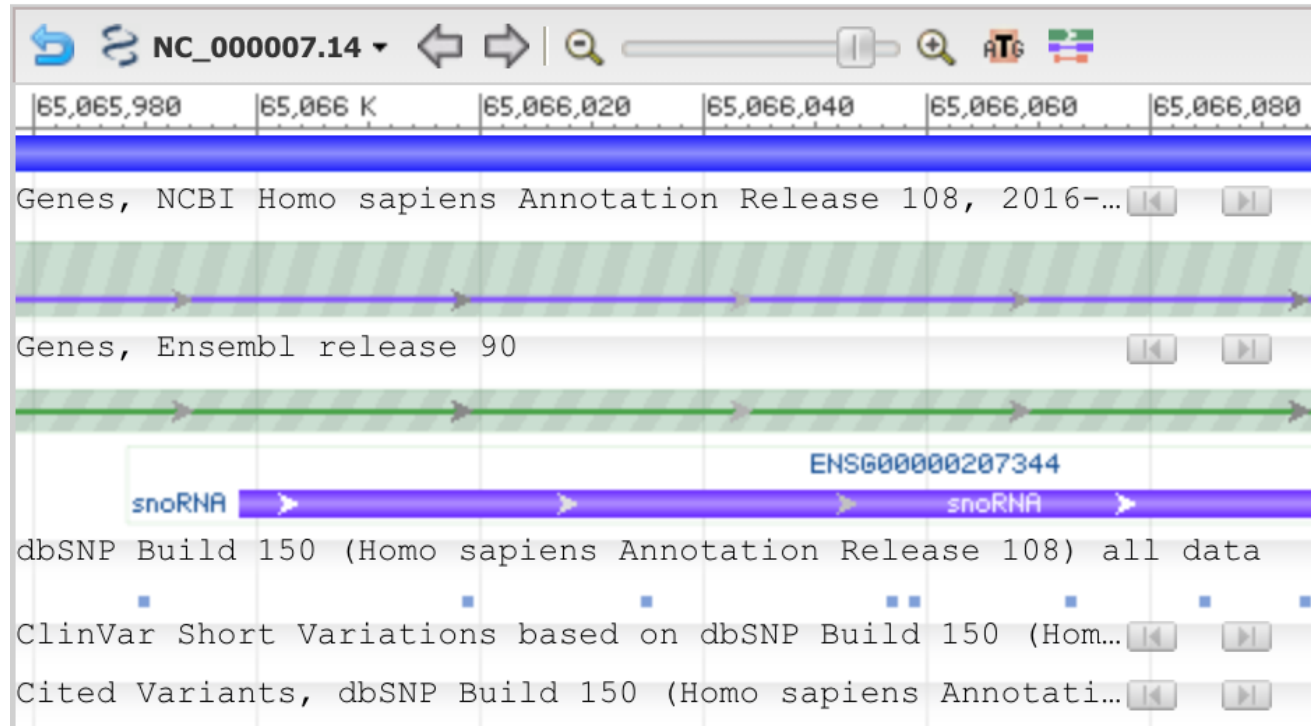 NC_000007.14
ATG
65,065,980 65,066 K 65,066,020 65,066,040 65,066,060 65,066,080
Genes, NCBI Homo sapiens Annotation Release 108, 2016-…
Genes, Ensembl release 90
ENSG00000207344
snoRNA snoRNA
dbSNP Build 150 (Homo sapiens Annotation Release 108) all data
ClinVar Short Variations based on dbSNP Build 150 (Hom…
Cited Variants, dbSNP Build 150 (Homo sapiens Annotati…